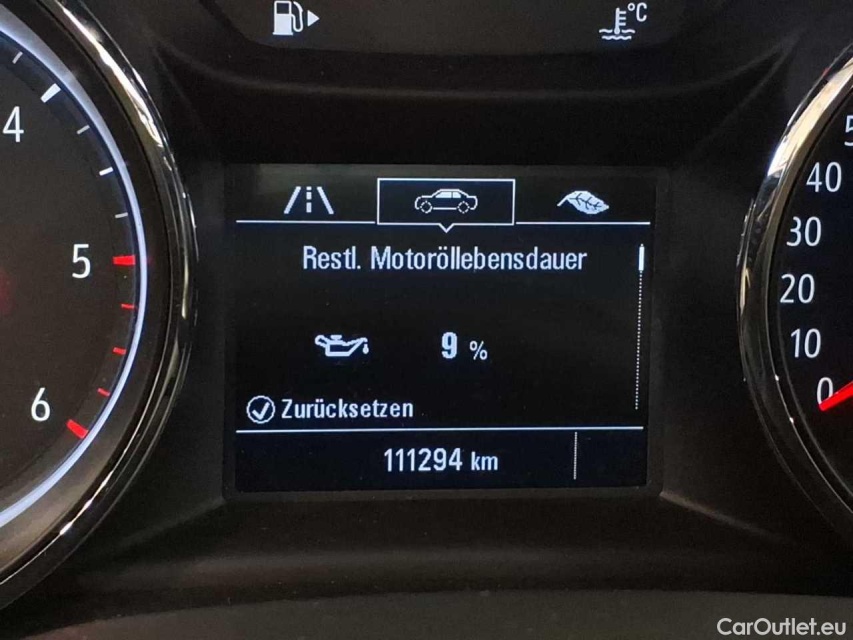 °C
4
5
6
Restl. Motoröllebensdauer
9 %
Zurücksetzen
111294 km
40
30
20
10
0
CarOutlet.eu